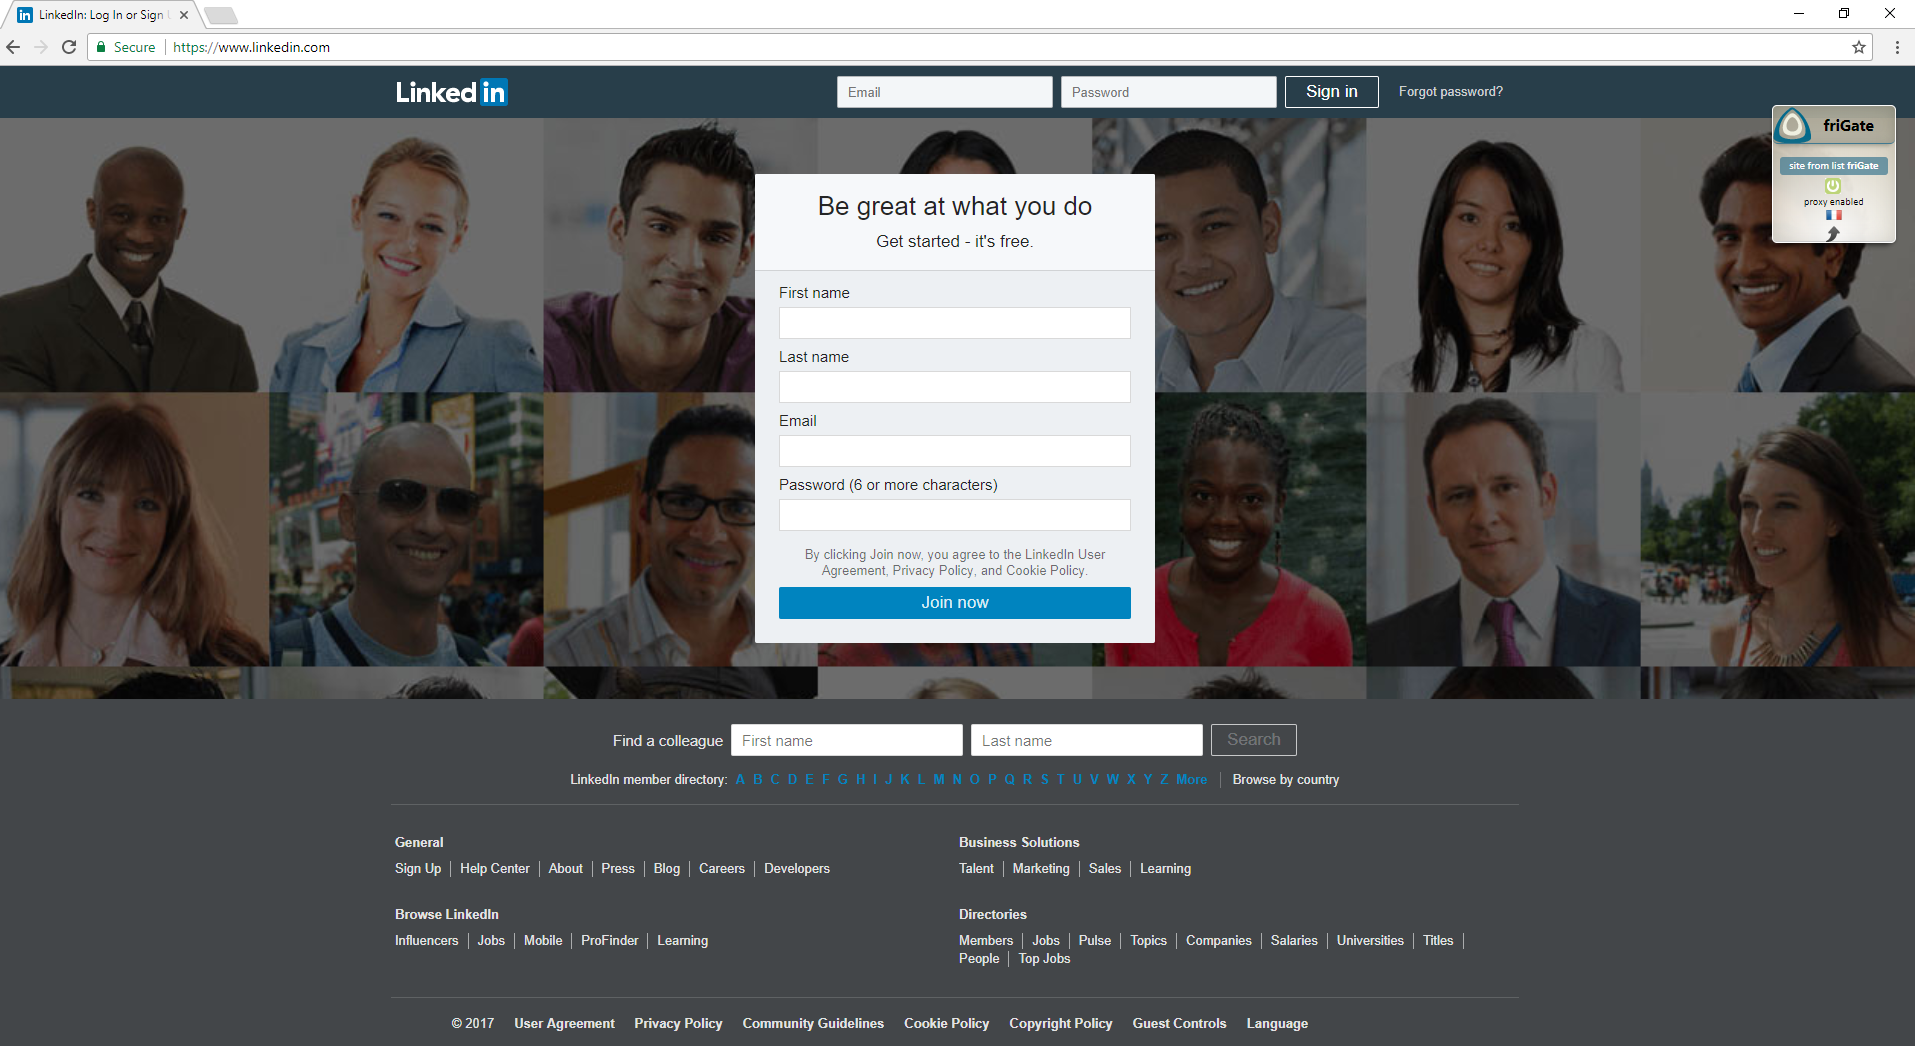 LinkedIn: Log In or Sign U
Secure
https://www.linkedin.com
Linked in
Email
Password
Sign in
Forgot password?
friGate
site from list friGate
proxy enabled
Be great at what you do
Get started - it's free.
First name
Last name
Email
Password (6 or more characters)
By clicking Join now, you agree to the LinkedIn User
Agreement, Privacy Policy, and Cookie Policy.
Join now
Find a colleague First name Last name Search
LinkedIn member directory: A B C D E F G H I J K L M N O P Q R S T U V W X Y Z More Browse by country
General
Sign Up Help Center About Press Blog Careers Developers
Business Solutions
Talent Marketing Sales Learning
Browse LinkedIn
Influencers Jobs Mobile ProFinder Learning
Directories
Members Jobs Pulse Topics Companies Salaries Universities Titles
People Top Jobs
© 2017 User Agreement Privacy Policy Community Guidelines Cookie Policy Copyright Policy Guest Controls Language